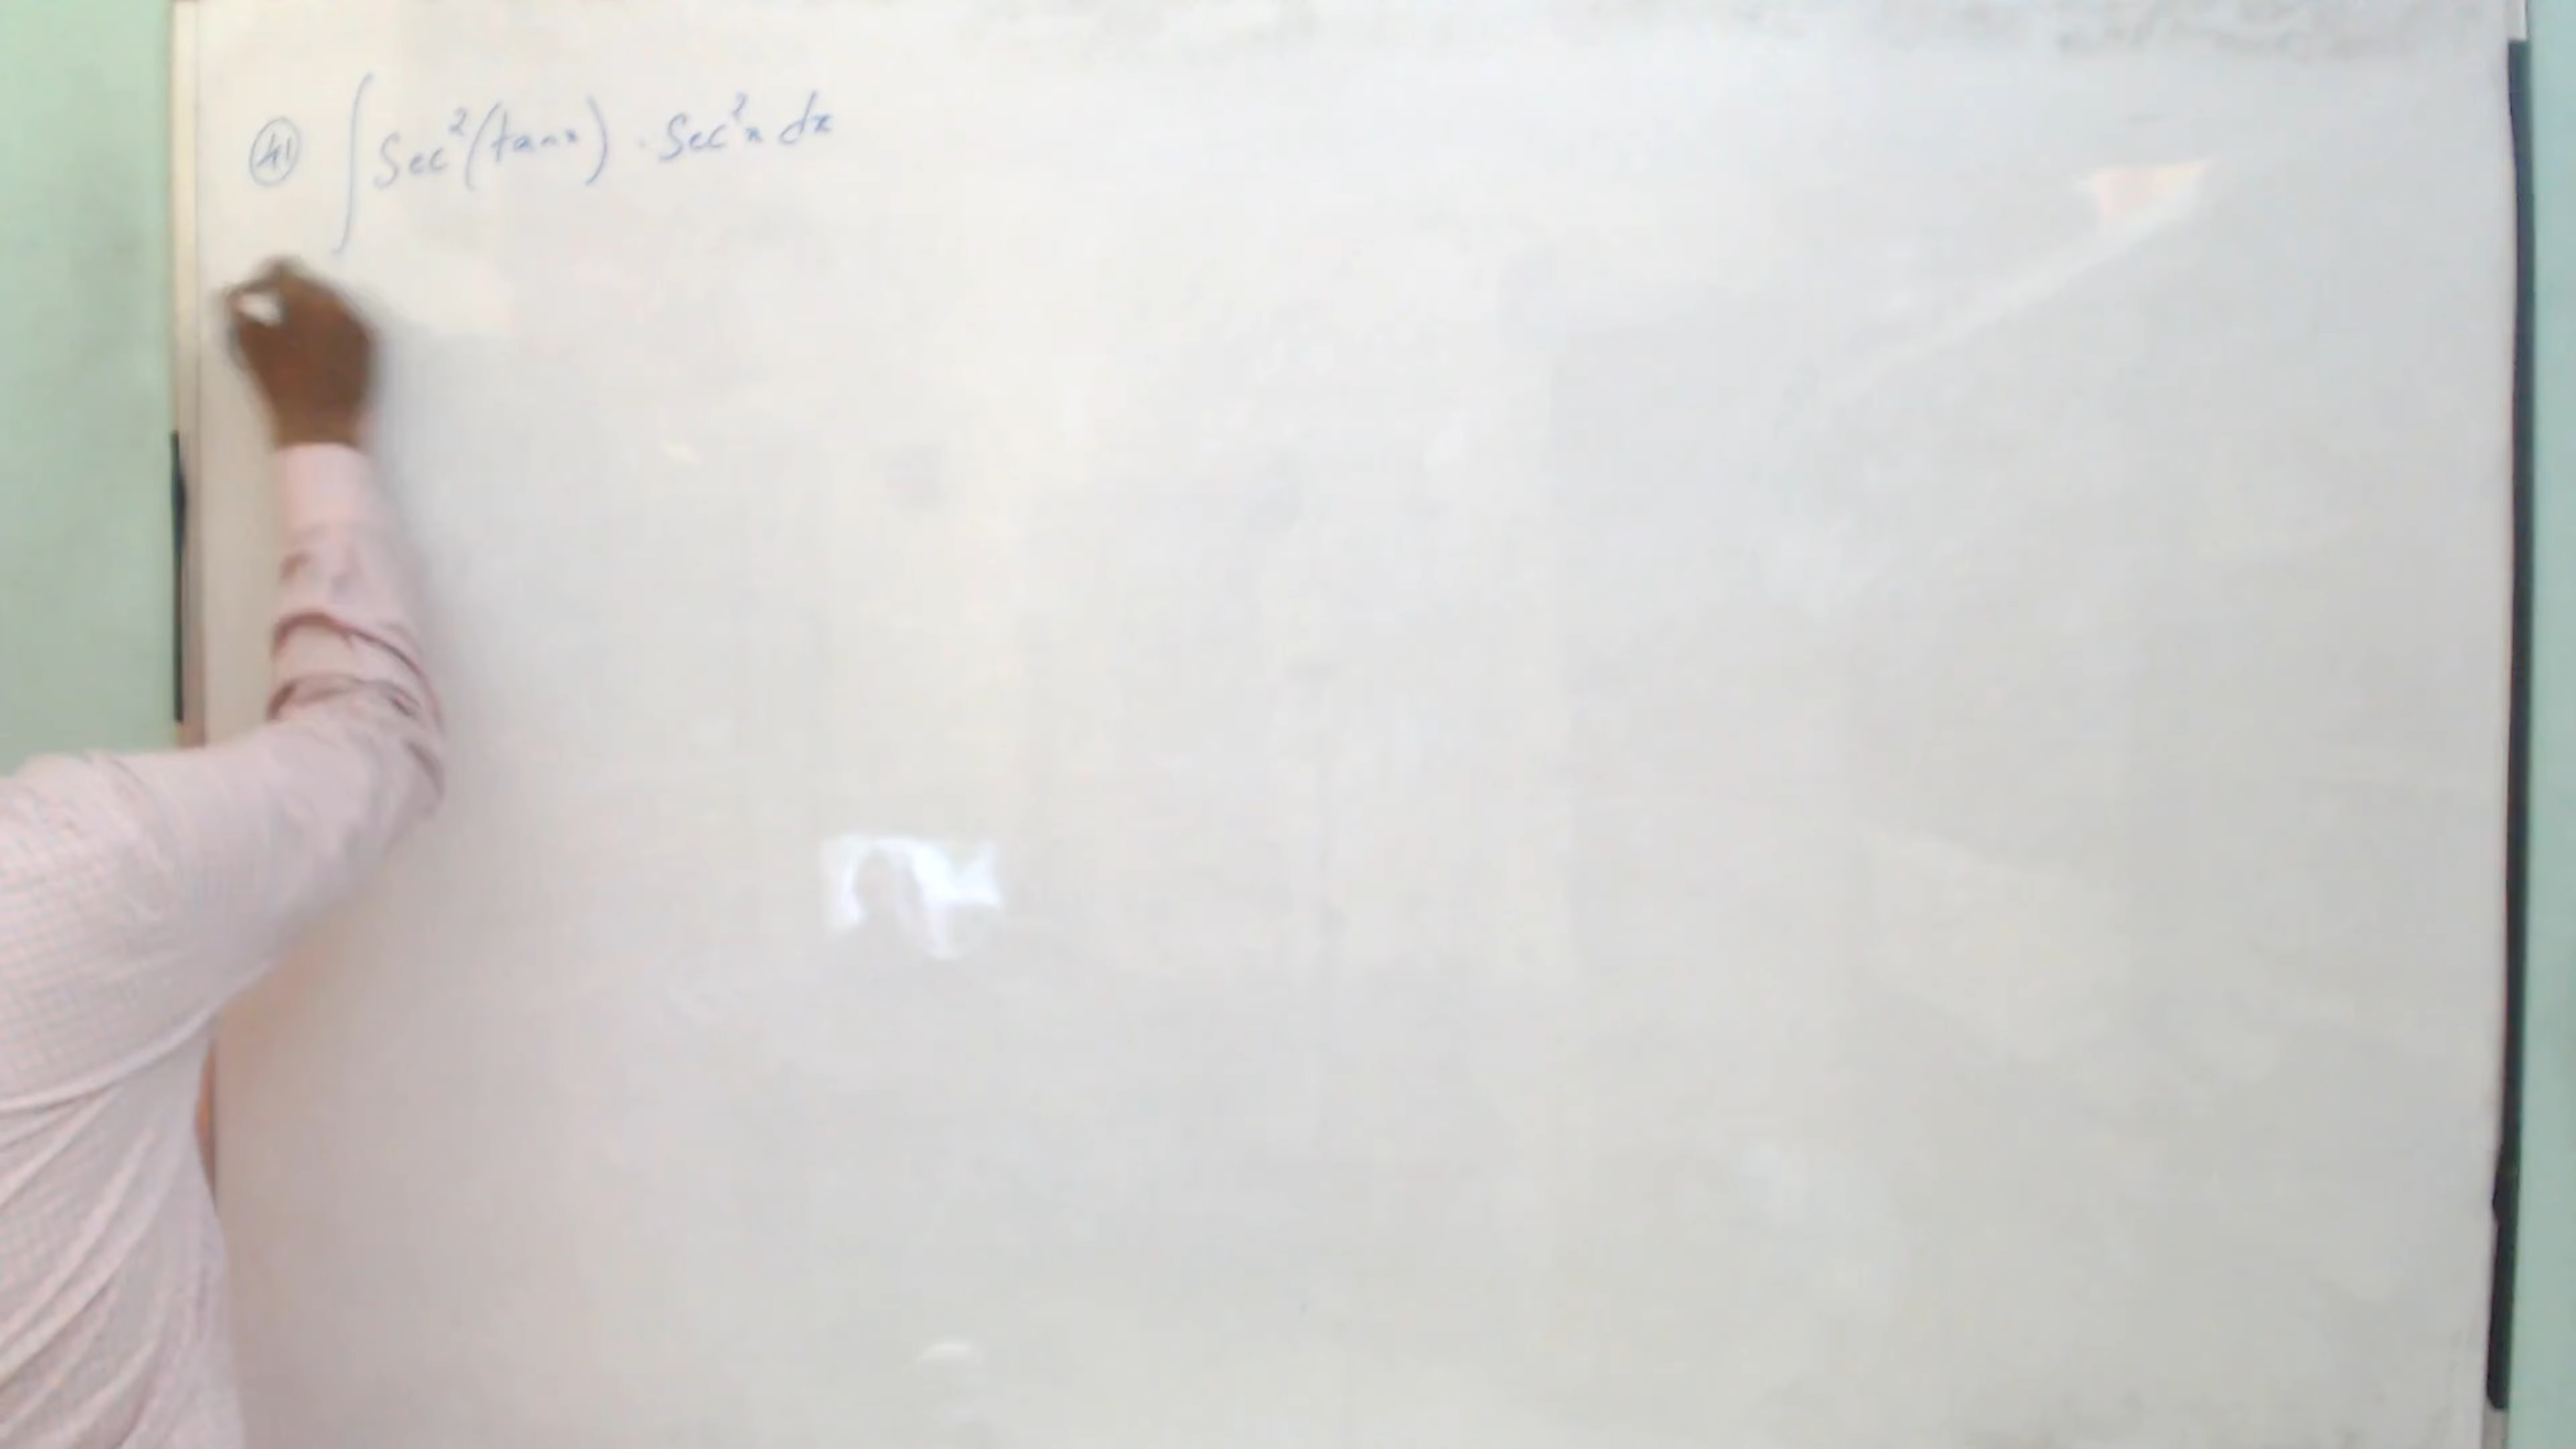 41 ∫ Sec²(tanx) · Sec²x dx